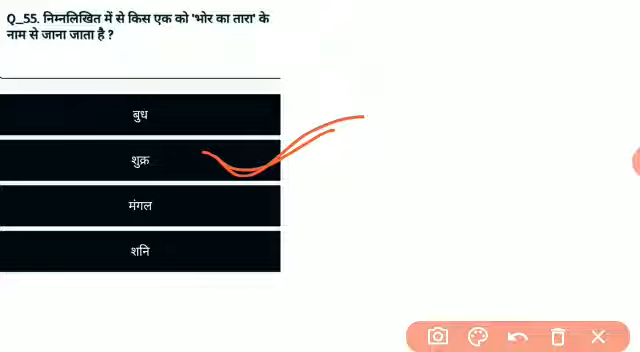 Q_55. निम्नलिखित में से किस एक को 'भोर का तारा' के
नाम से जाना जाता है ?
बुध
शुक्र
मंगल
शनि